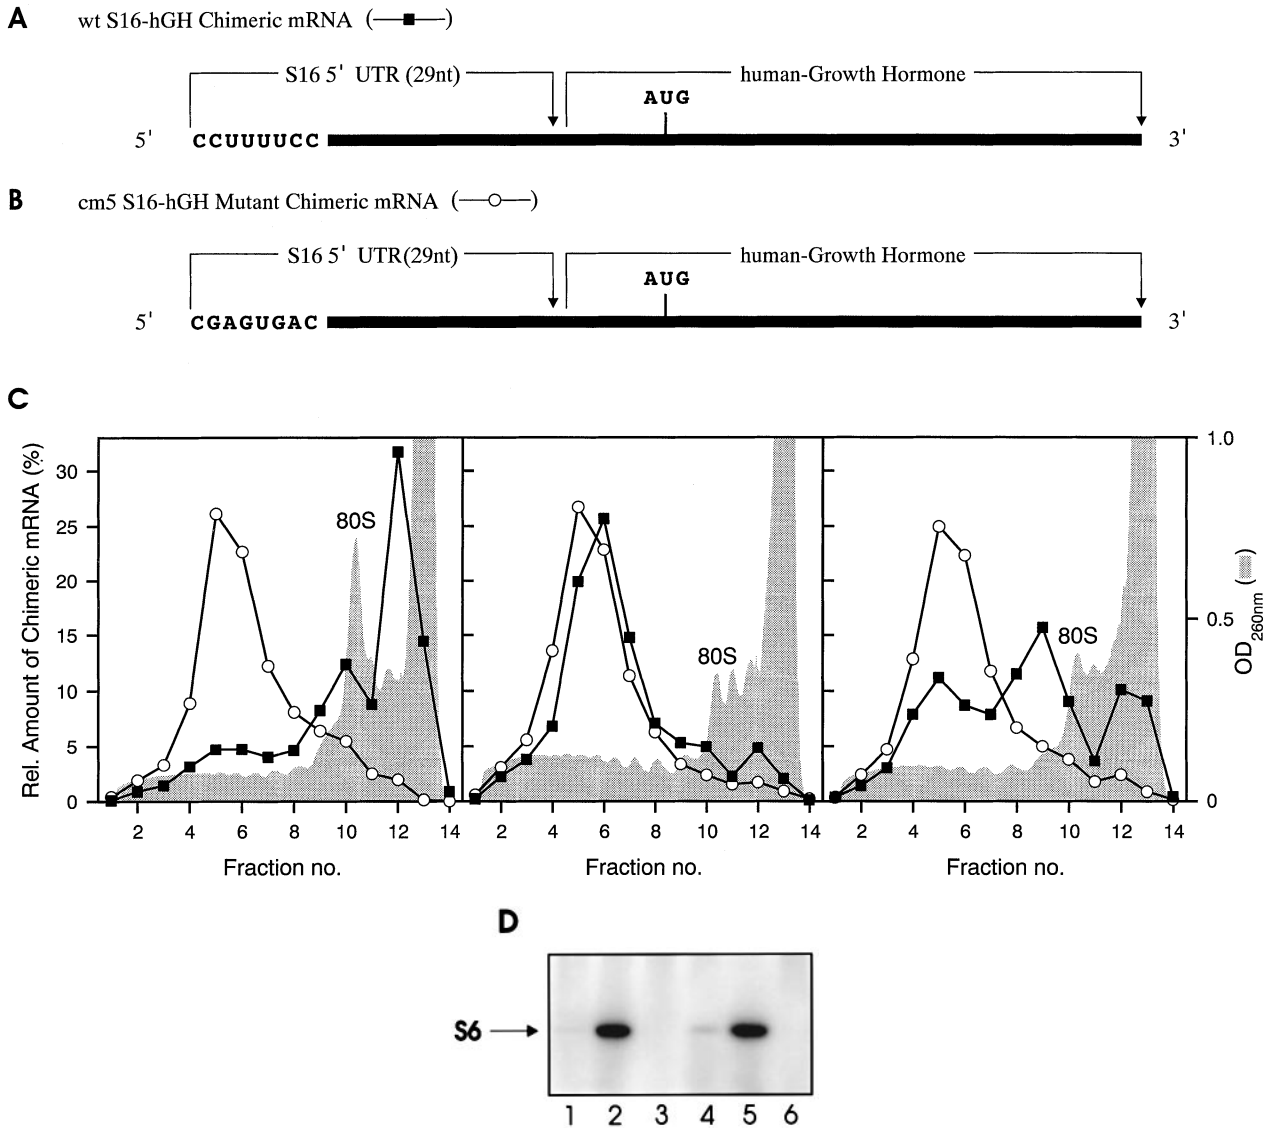 A wt S16-hGH Chimeric mRNA (—■—)
S16 5' UTR (29nt) human-Growth Hormone
AUG
5' CCUUUUCC 3'
B cm5 S16-hGH Mutant Chimeric mRNA (—○—)
S16 5' UTR(29nt) human-Growth Hormone
AUG
5' CGAGUGAC 3'
C
Rel. Amount of Chimeric mRNA (%)
30
25
20
15
10
5
0
80S
80S
80S
1.0
0.5
0
OD260nm ( )
2 4 6 8 10 12 14 2 4 6 8 10 12 14 2 4 6 8 10 12 14
Fraction no. Fraction no. Fraction no.
D
S6
1 2 3 4 5 6